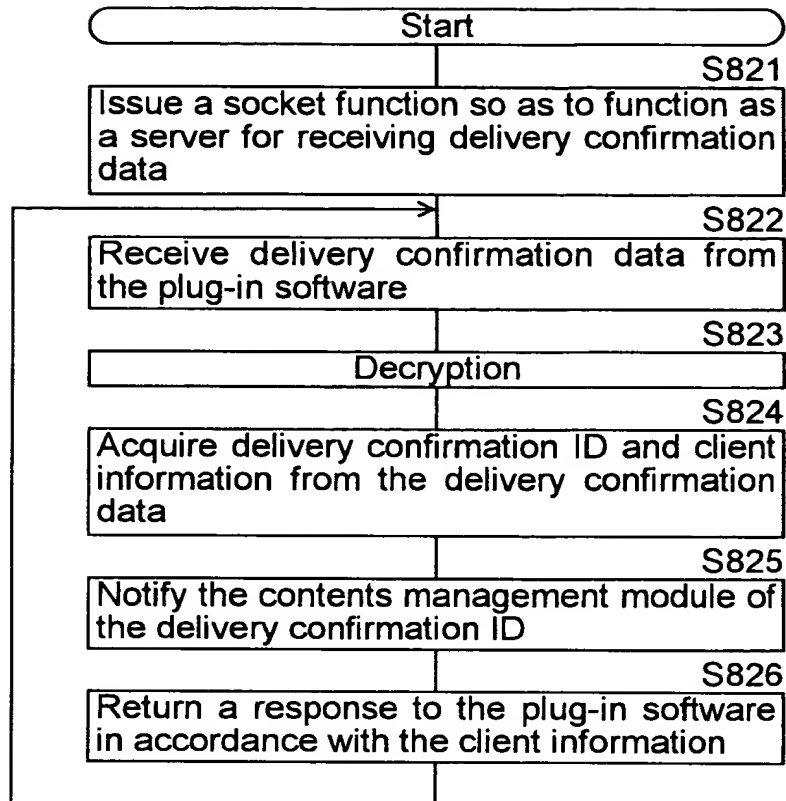 Start
S821
Issue a socket function so as to function as
a server for receiving delivery confirmation
data
S822
Receive delivery confirmation data from
the plug-in software
S823
Decryption
S824
Acquire delivery confirmation ID and client
information from the delivery confirmation
data
S825
Notify the contents management module of
the delivery confirmation ID
S826
Return a response to the plug-in software
in accordance with the client information